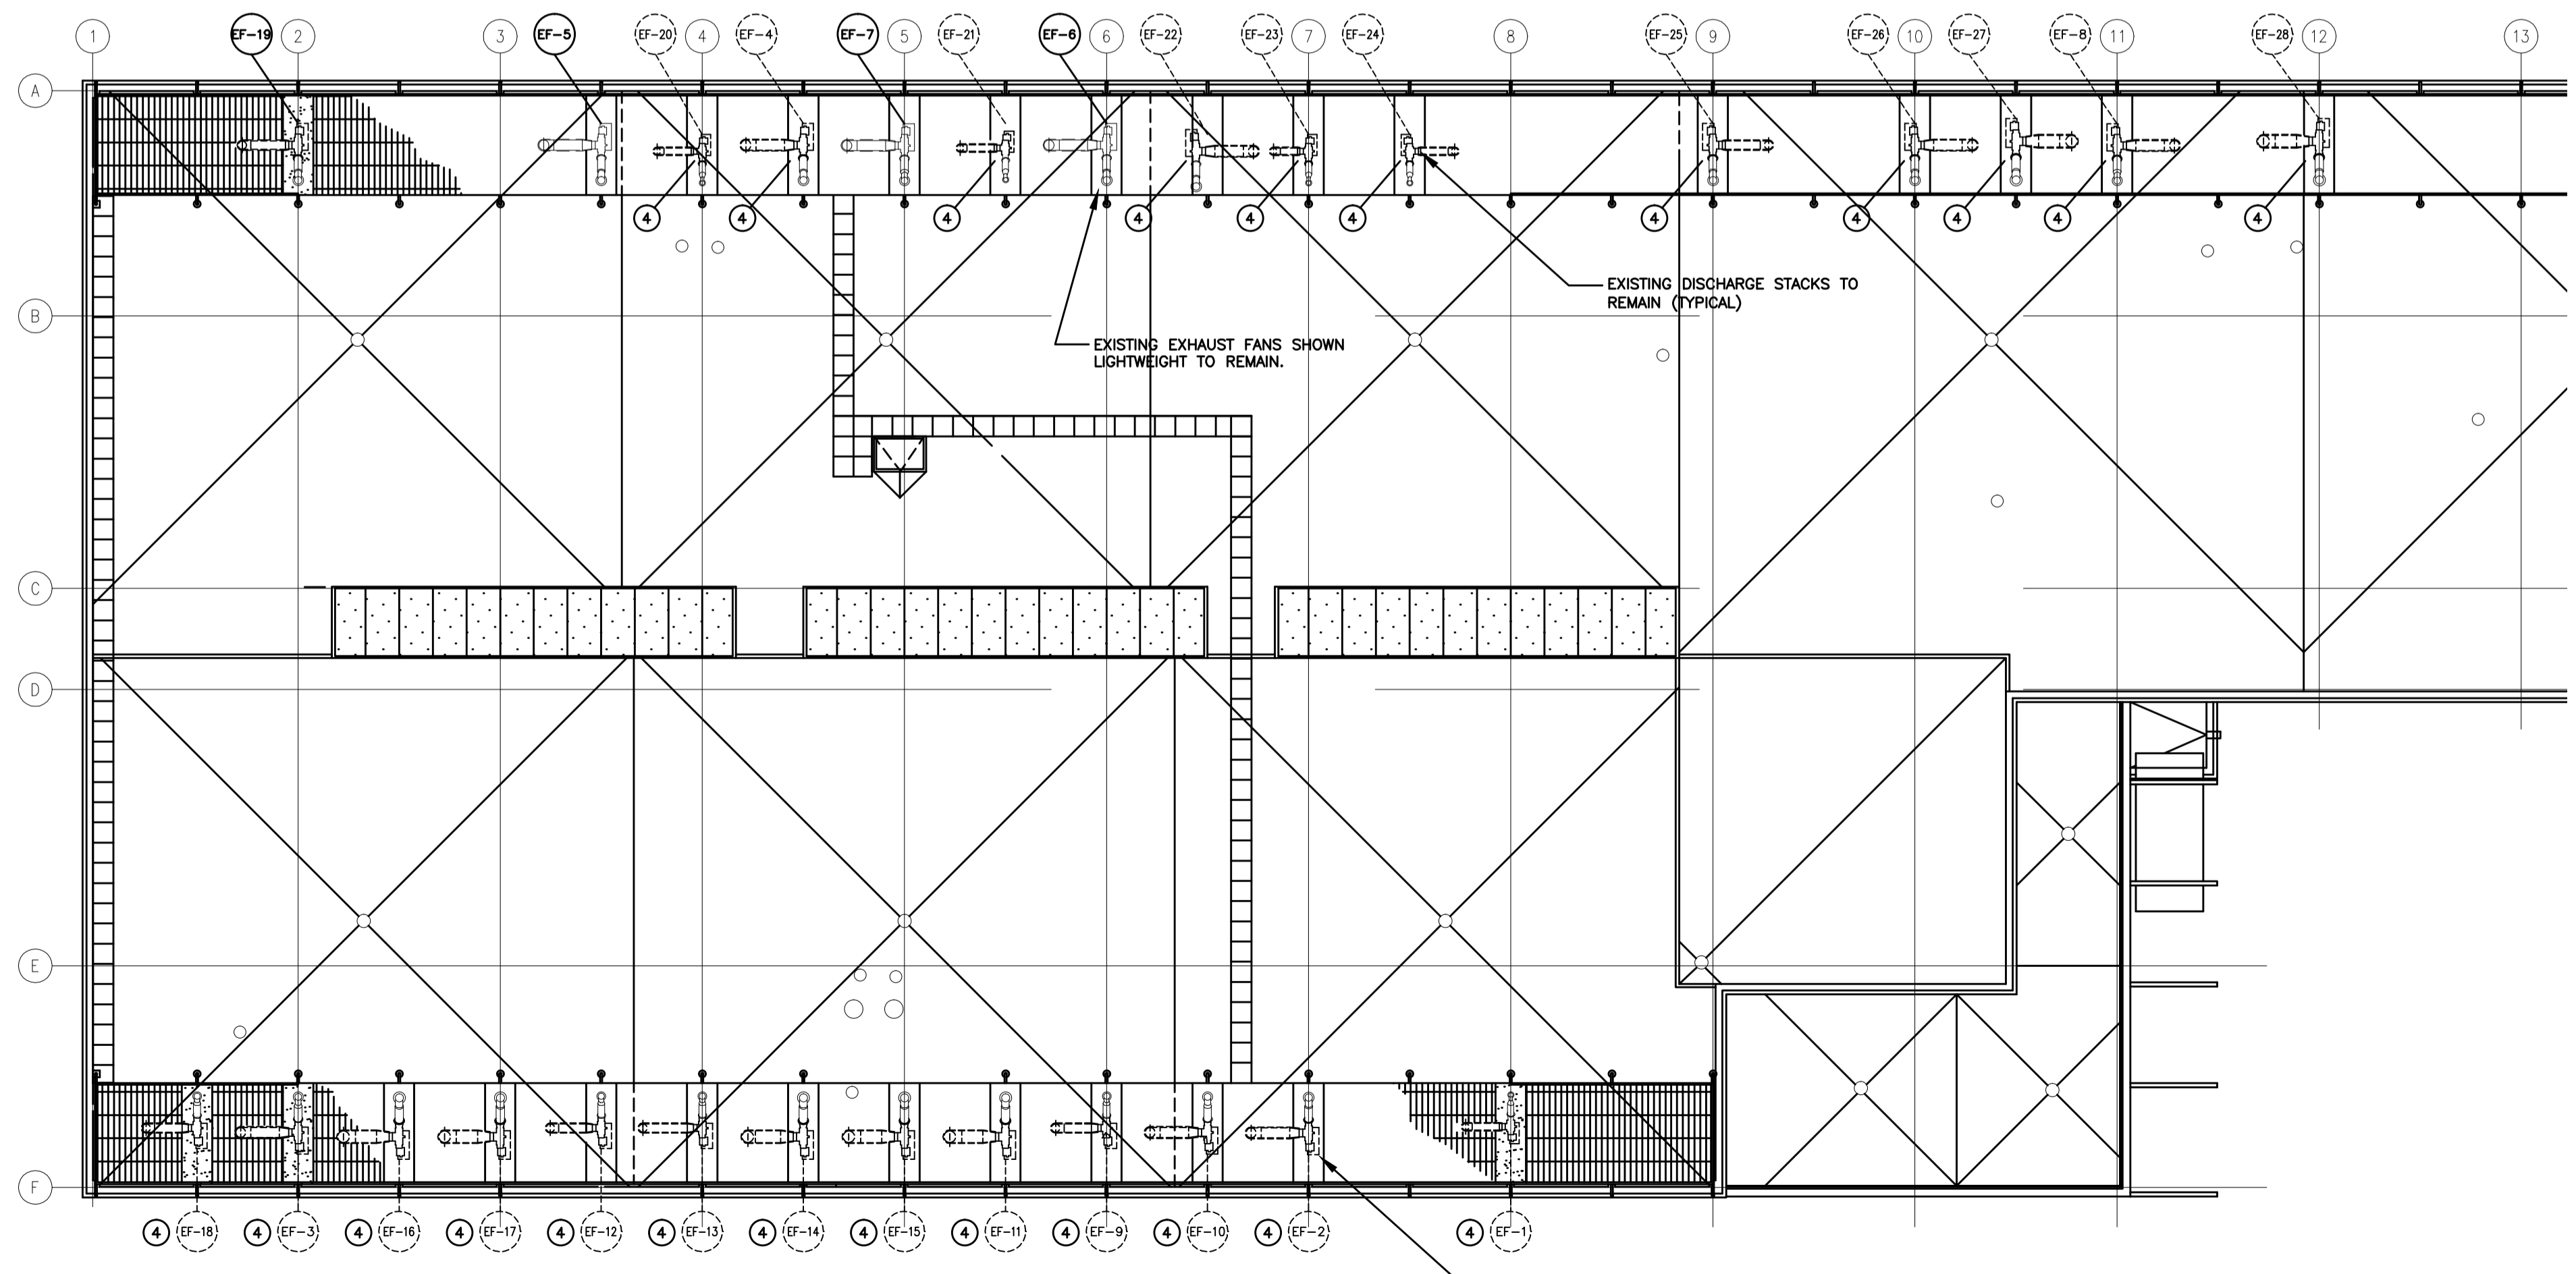 1
EF-19
2
3
EF-5
EF-20
4
EF-4
EF-7
5
EF-21
EF-6
6
EF-22
EF-23
7
EF-24
8
EF-25
9
EF-26
10
EF-27
EF-8
11
EF-28
12
13
A
4
4
4
4
4
4
4
4
4
4
4
EXISTING DISCHARGE STACKS TO
REMAIN (TYPICAL)
B
EXISTING EXHAUST FANS SHOWN
LIGHTWEIGHT TO REMAIN.
C
D
E
F
4 EF-18
4 EF-3
4 EF-16
4 EF-17
4 EF-12
4 EF-13
4 EF-14
4 EF-15
4 EF-11
4 EF-9
4 EF-10
4 EF-2
4 EF-1